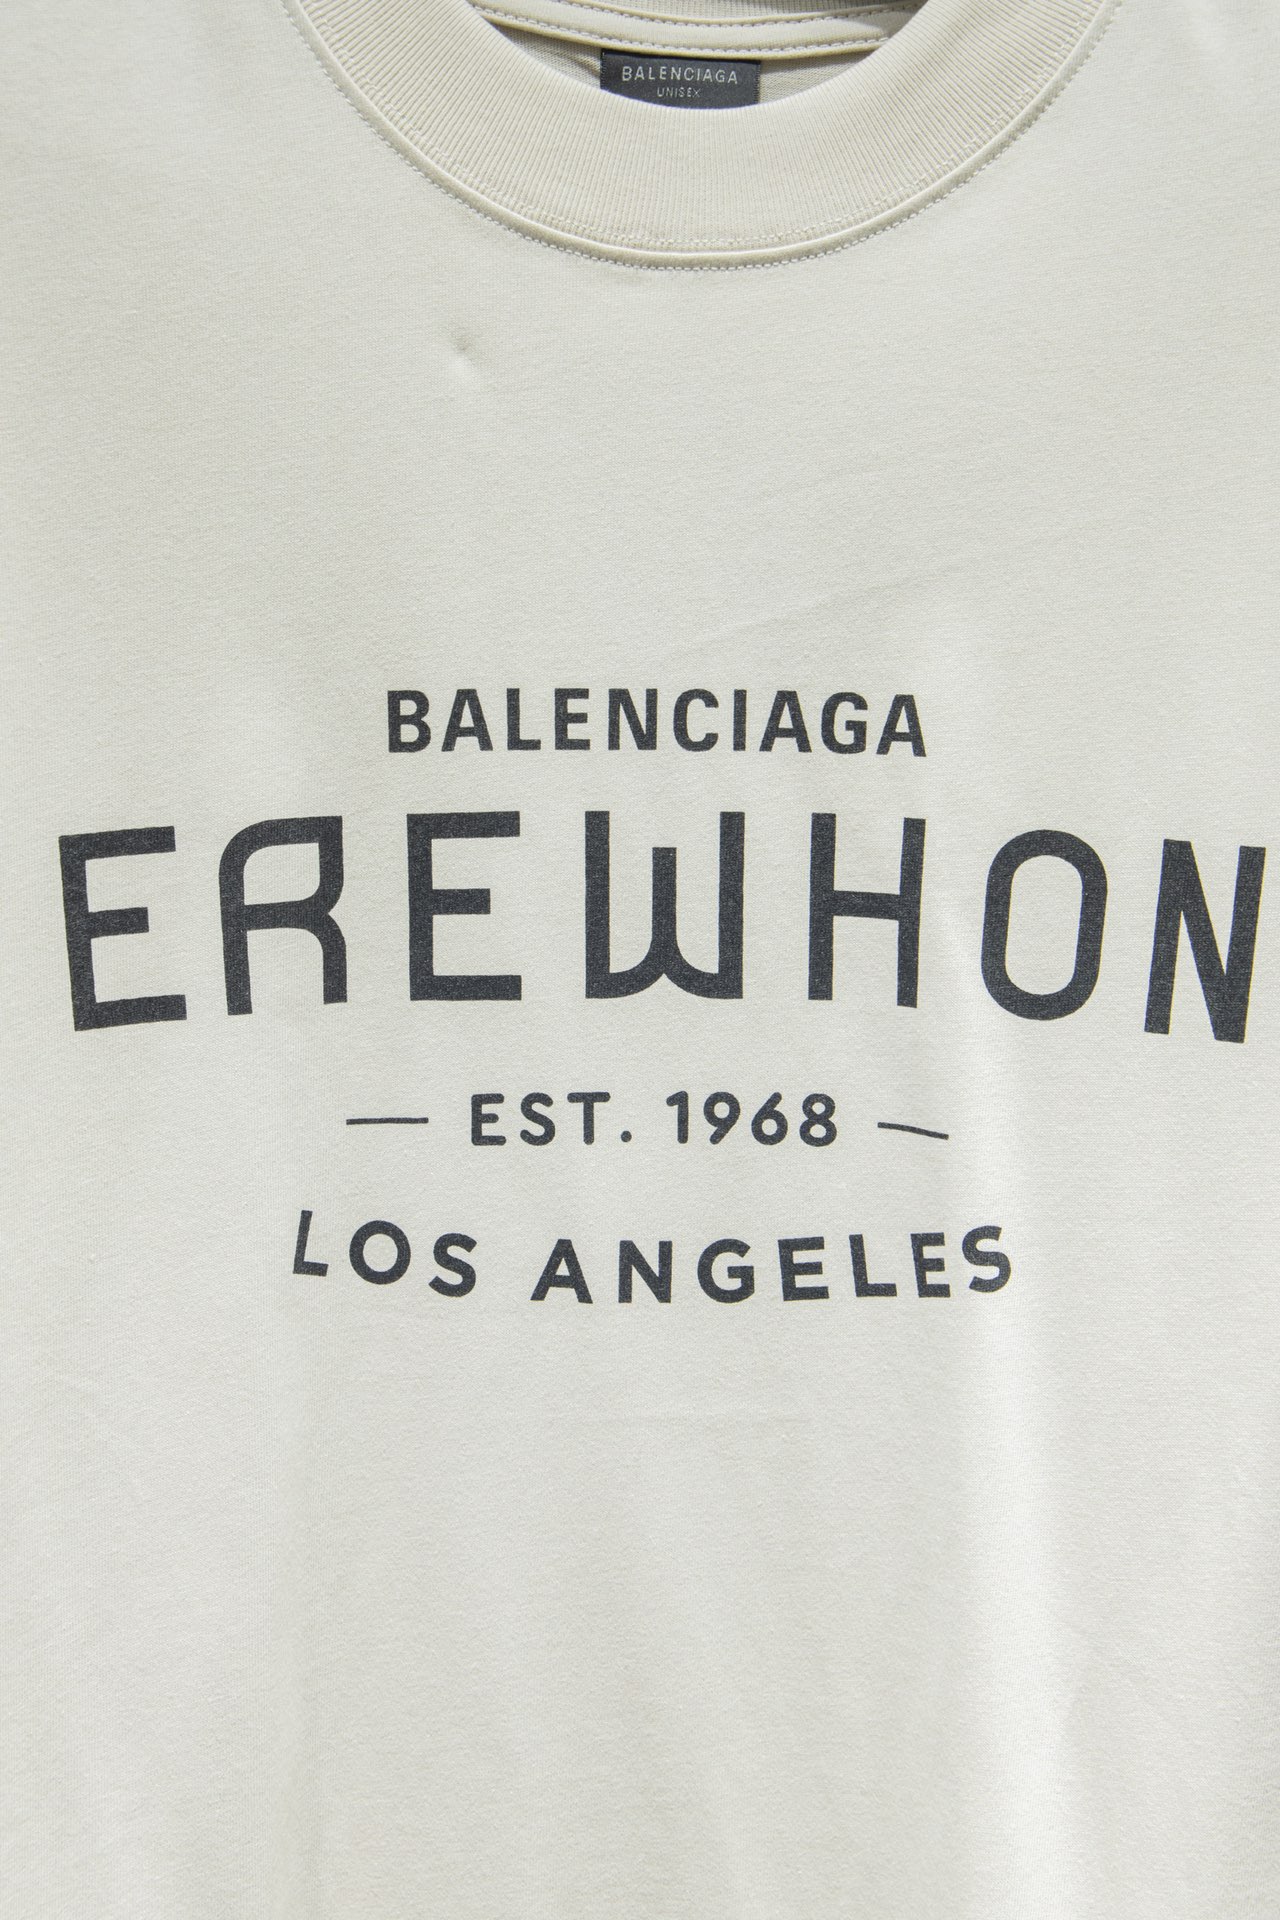 BALENCIAGA
UNISEX
BALENCIAGA
EREWHON
— EST. 1968 —
LOS ANGELES